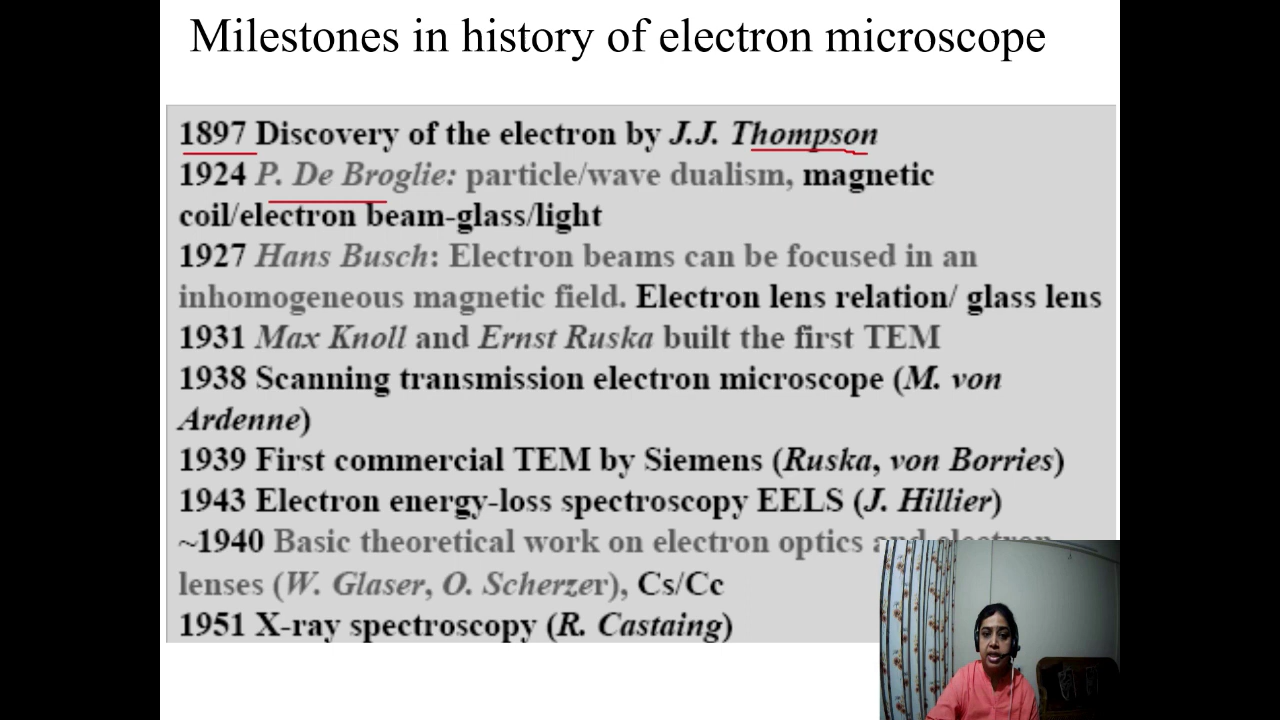 Milestones in history of electron microscope
1897 Discovery of the electron by J.J. Thompson
1924 P. De Broglie: particle/wave dualism, magnetic
coil/electron beam-glass/light
1927 Hans Busch: Electron beams can be focused in an
inhomogeneous magnetic field. Electron lens relation/ glass lens
1931 Max Knoll and Ernst Ruska built the first TEM
1938 Scanning transmission electron microscope (M. von
Ardenne)
1939 First commercial TEM by Siemens (Ruska, von Borries)
1943 Electron energy-loss spectroscopy EELS (J. Hillier)
~1940 Basic theoretical work on electron optics and electron
lenses (W. Glaser, O. Scherzer), Cs/Cc
1951 X-ray spectroscopy (R. Castaing)